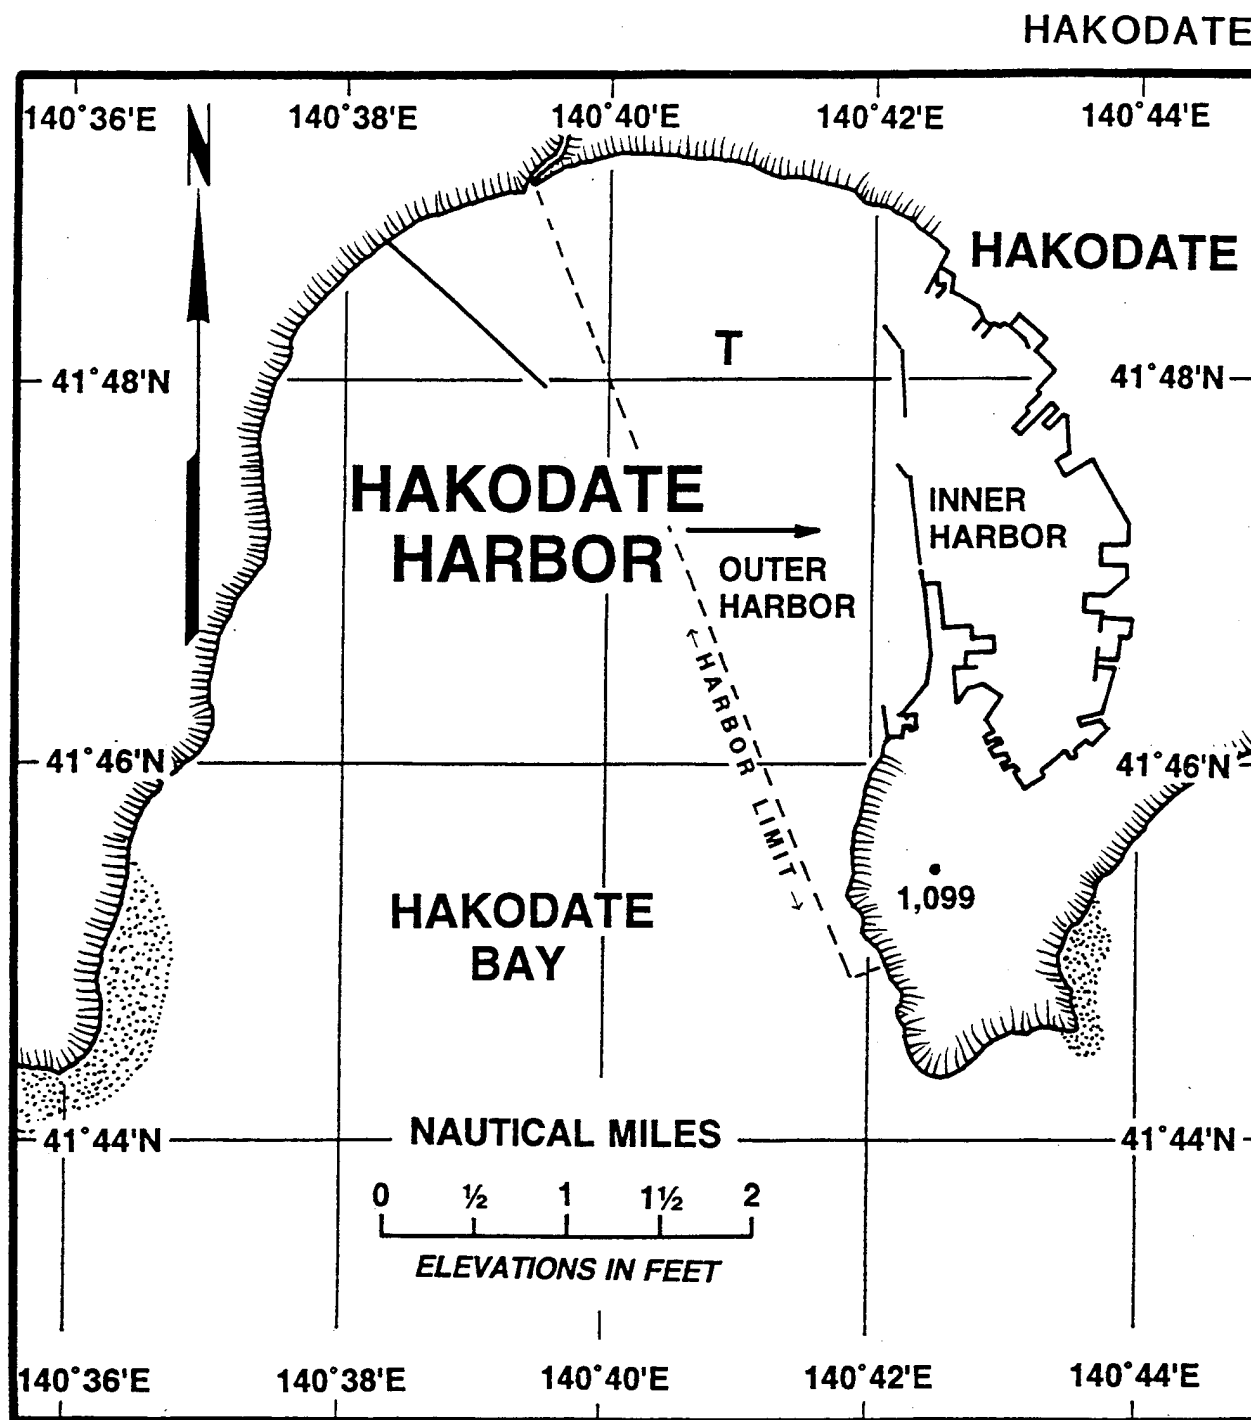 HAKODATE
140°36'E 140°38'E 140°40'E 140°42'E 140°44'E
N
HAKODATE
T
41°48'N 41°48'N
HAKODATE
HARBOR
INNER
HARBOR
OUTER
HARBOR
←HARBOR LIMIT→
41°46'N 41°46'N
1,099
HAKODATE
BAY
41°44'N NAUTICAL MILES 41°44'N
0 ½ 1 1½ 2
ELEVATIONS IN FEET
140°36'E 140°38'E 140°40'E 140°42'E 140°44'E